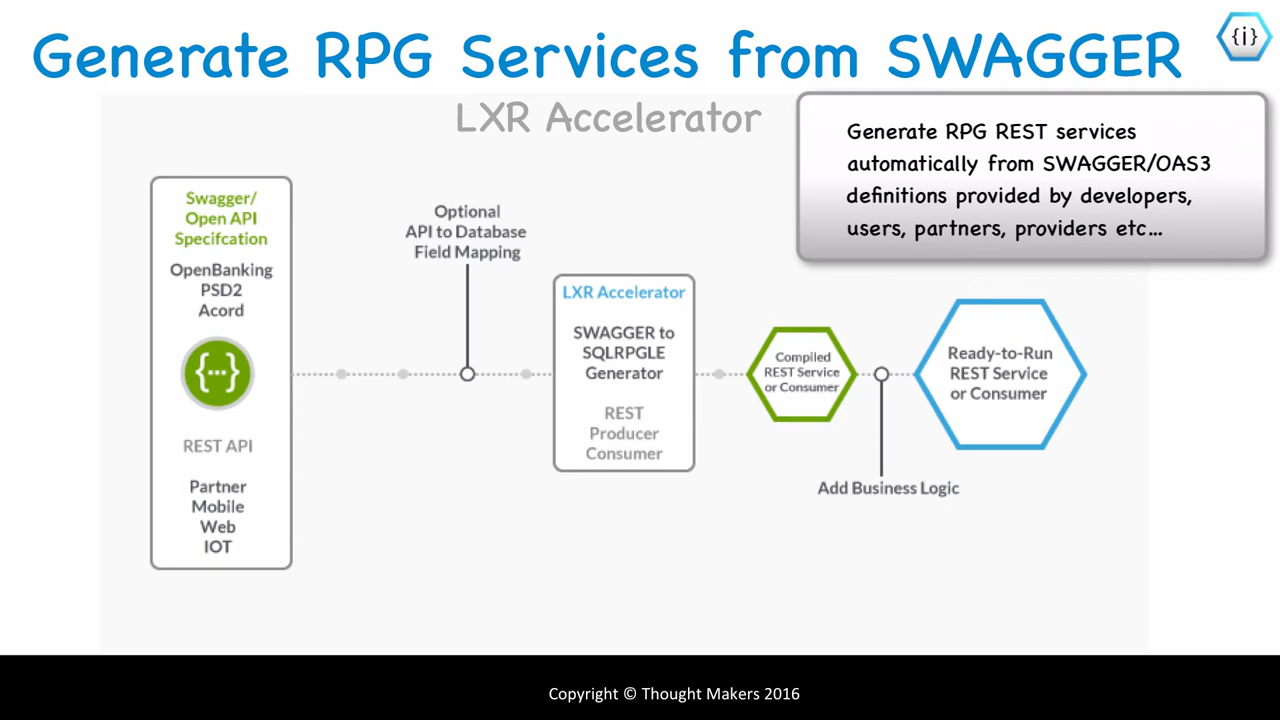 Generate RPG Services from SWAGGER
{i}
LXR Accelerator
Generate RPG REST services
automatically from SWAGGER/OAS3
definitions provided by developers,
users, partners, providers etc...
Swagger/
Open API
Specifcation
OpenBanking
PSD2
Acord
{...}
REST API
Partner
Mobile
Web
IOT
Optional
API to Database
Field Mapping
LXR Accelerator
SWAGGER to
SQLRPGLE
Generator
REST
Producer
Consumer
Compiled
REST Service
or Consumer
Add Business Logic
Ready-to-Run
REST Service
or Consumer
Copyright © Thought Makers 2016